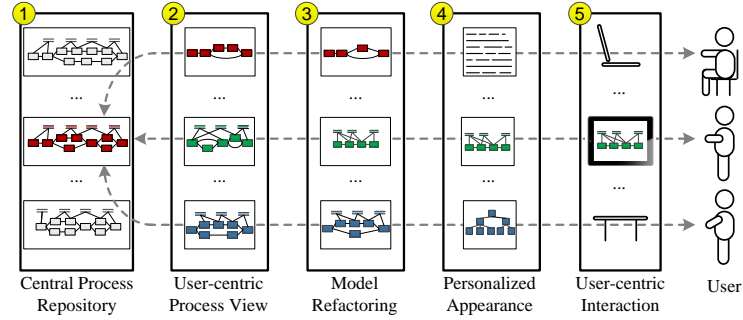 1
2
3
4
5
...
...
...
...
...
...
...
...
...
...
Central Process
Repository
User-centric
Process View
Model
Refactoring
Personalized
Appearance
User-centric
Interaction
User